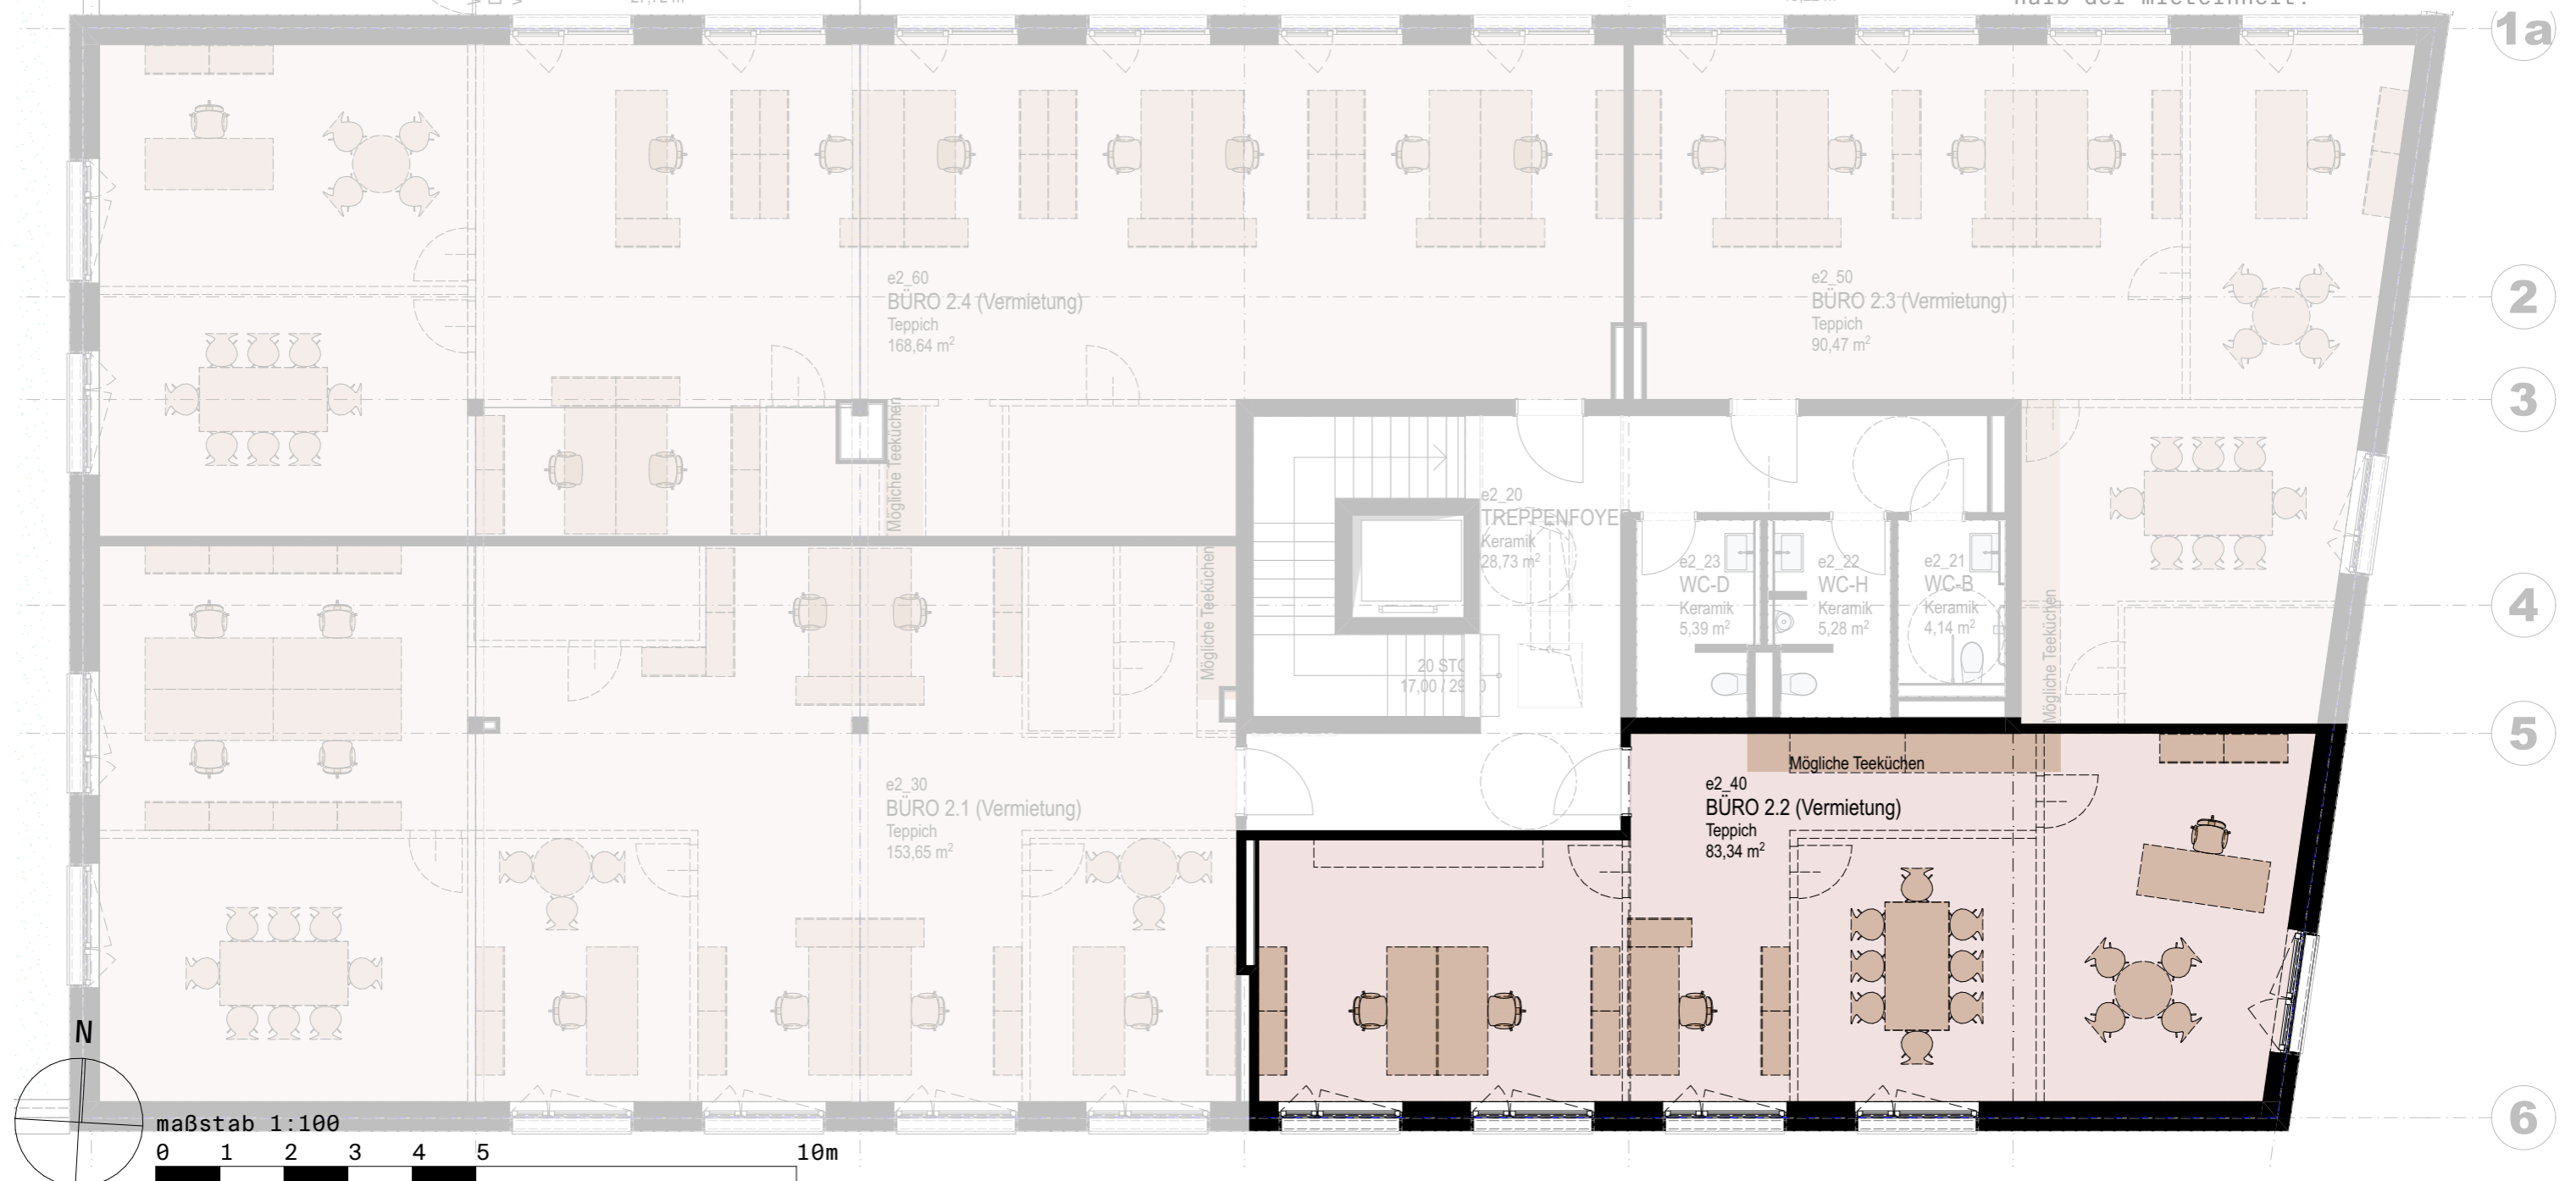 halb der mieteinheit.
1a
e2_60
BÜRO 2.4 (Vermietung)
Teppich
168,64 m²
e2_50
BÜRO 2.3 (Vermietung)
Teppich
90,47 m²
2
3
Mögliche Teeküchen
e2_20
TREPPENFOYER
Keramik
28,73 m²
e2_23
WC-D
Keramik
5,39 m²
e2_22
WC-H
Keramik
5,28 m²
e2_21
WC-B
Keramik
4,14 m²
4
Mögliche Teeküchen
Mögliche Teeküchen
5
Mögliche Teeküchen
e2_30
BÜRO 2.1 (Vermietung)
Teppich
153,65 m²
e2_40
BÜRO 2.2 (Vermietung)
Teppich
83,34 m²
N
maßstab 1:100
0 1 2 3 4 5 10m
6